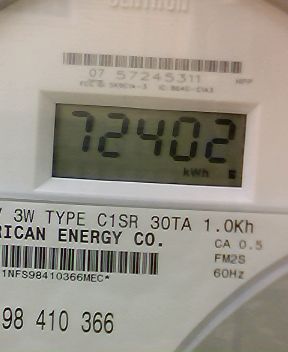 CENTRON
07 57245311
72402
kWh
3W TYPE C1SR 30TA 1.0Kh
RICAN ENERGY CO.
CA 0.5
FM2S
60Hz
1NFS98410366MEC*
98 410 366